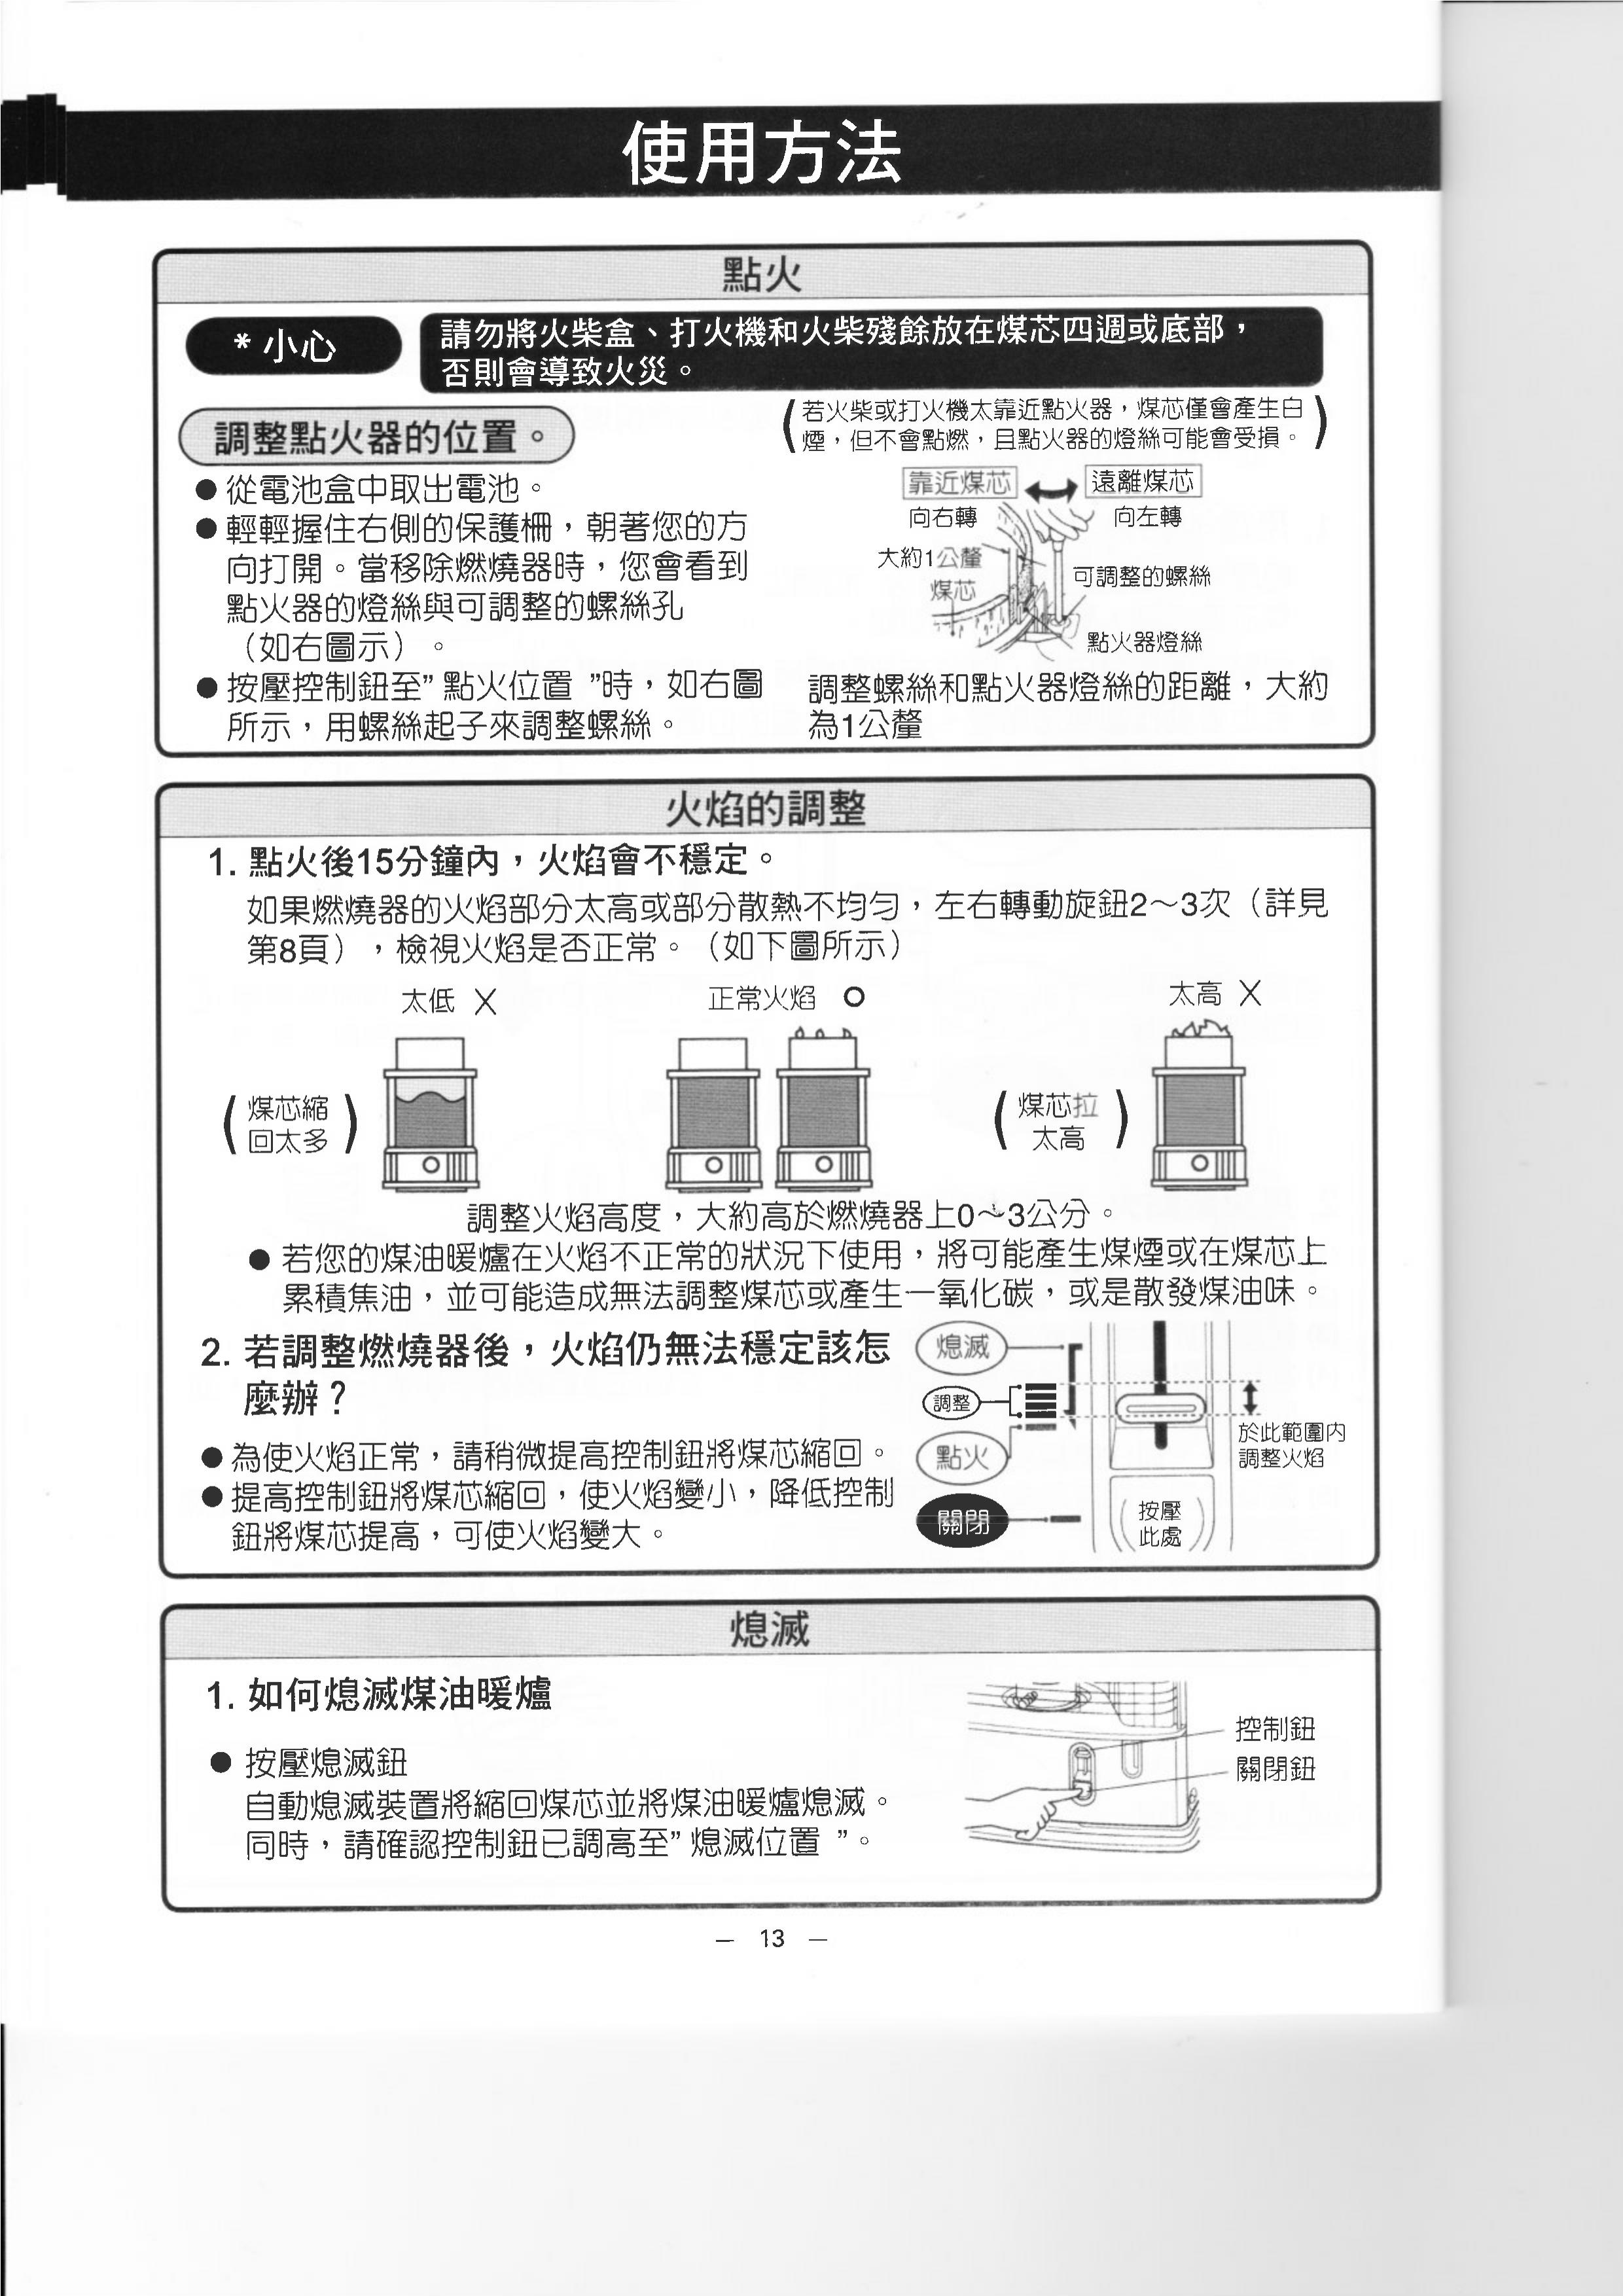 使用方法
點火
* 小心
請勿將火柴盒、打火機和火柴殘餘放在煤芯四週或底部，
否則會導致火災。
調整點火器的位置。
(若火柴或打火機太靠近點火器，煤芯僅會產生白
煙，但不會點燃，且點火器的燈絲可能會受損。)
● 從電池盒中取出電池。
● 輕輕握住右側的保護柵，朝著您的方
向打開。當移除燃燒器時，您會看到
點火器的燈絲與可調整的螺絲孔
（如右圖示）。
● 按壓控制鈕至”點火位置 ”時，如右圖
所示，用螺絲起子來調整螺絲。
靠近煤芯 遠離煤芯
向右轉 向左轉
大約1公釐
煤芯
可調整的螺絲
點火器燈絲
調整螺絲和點火器燈絲的距離，大約
為1公釐
火焰的調整
1. 點火後15分鐘內，火焰會不穩定。
如果燃燒器的火焰部分太高或部分散熱不均勻，左右轉動旋鈕2～3次（詳見
第8頁），檢視火焰是否正常。（如下圖所示）
太低 X 正常火焰 O 太高 X
(煤芯縮
回太多)
(煤芯拉
太高)
調整火焰高度，大約高於燃燒器上0～3公分。
● 若您的煤油暖爐在火焰不正常的狀況下使用，將可能產生煤煙或在煤芯上
累積焦油，並可能造成無法調整煤芯或產生一氧化碳，或是散發煤油味。
2. 若調整燃燒器後，火焰仍無法穩定該怎
麼辦？
● 為使火焰正常，請稍微提高控制鈕將煤芯縮回。
● 提高控制鈕將煤芯縮回，使火焰變小，降低控制
鈕將煤芯提高，可使火焰變大。
熄滅
調整
點火
關閉
於此範圍內
調整火焰
按壓
此處
熄滅
1. 如何熄滅煤油暖爐
● 按壓熄滅鈕
自動熄滅裝置將縮回煤芯並將煤油暖爐熄滅。
同時，請確認控制鈕已調高至”熄滅位置 ”。
控制鈕
關閉鈕
— 13 —